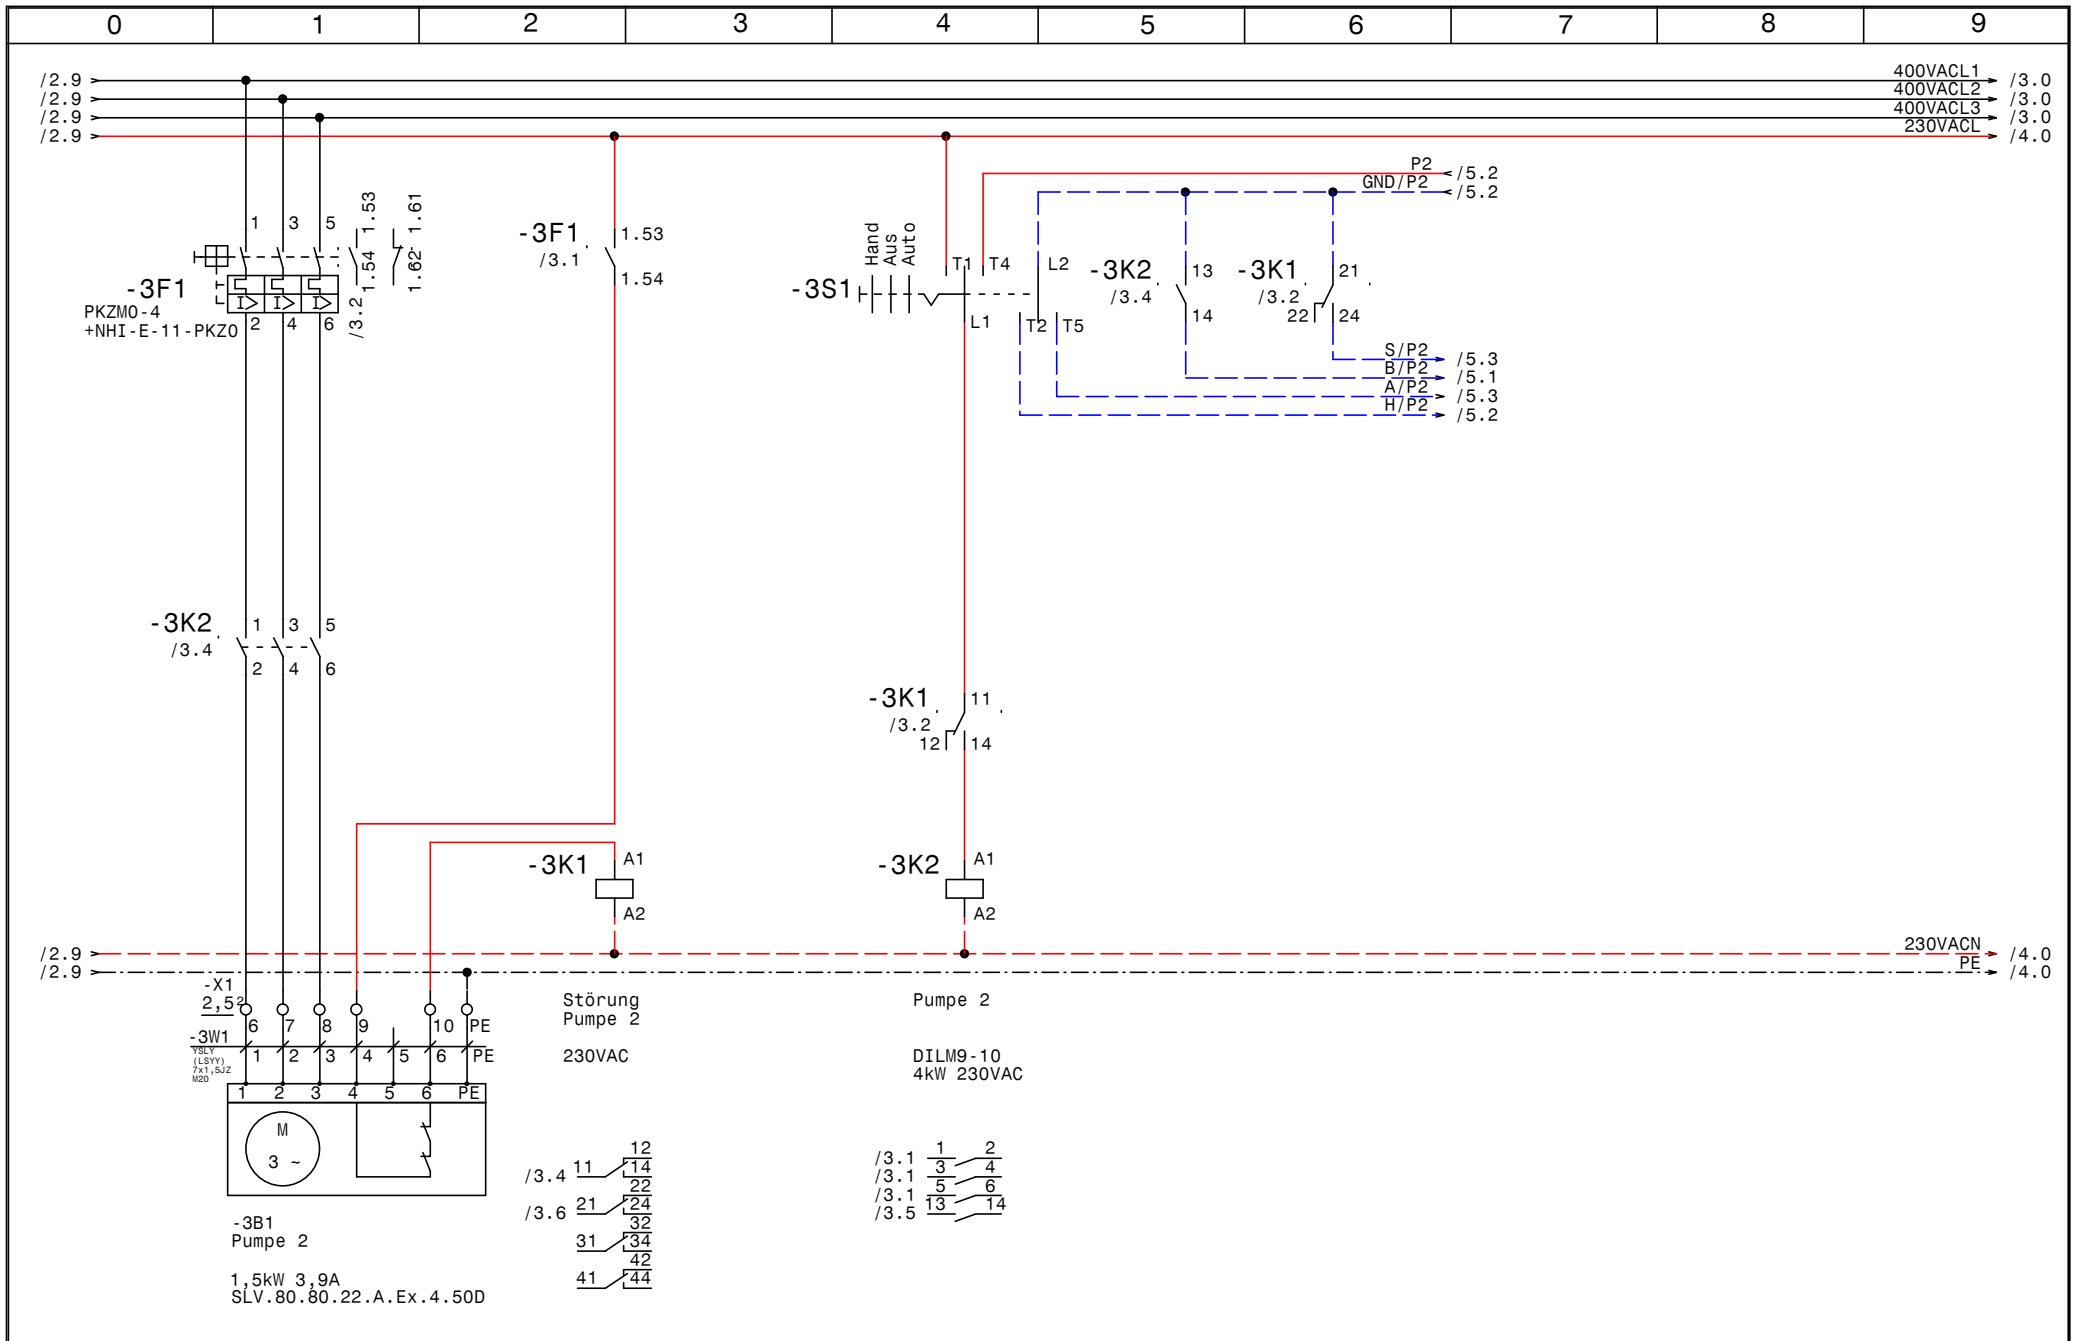 0 1 2 3 4 5 6 7 8 9
/2.9 400VACL1 /3.0
/2.9 400VACL2 /3.0
/2.9 400VACL3 /3.0
/2.9 230VACL /4.0
P2 /5.2
GND/P2 /5.2
1 3 5 1.53 1.61
1.54 1.62
-3F1
PKZM0-4
+NHI-E-11-PKZ0
I> I> I>
2 4 6 /3.2
-3F1 1.53
/3.1
1.54
Hand
Aus
Auto
-3S1
T1 T4 L2
L1 T2 T5
-3K2 13
/3.4
14
-3K1 21
/3.2
22 24
S/P2 /5.3
B/P2 /5.1
A/P2 /5.3
H/P2 /5.2
-3K2 1 3 5
/3.4
2 4 6
-3K1 11
/3.2
12 14
-3K1 A1
A2
-3K2 A1
A2
/2.9 230VACN /4.0
/2.9 PE /4.0
-X1
2,5²
6 7 8 9 10 PE
-3W1
YSLY
(LSYY)
7x1,5JZ
M20
1 2 3 4 5 6 PE
1 2 3 4 5 6 PE
M
3 ~
-3B1
Pumpe 2
1,5kW 3,9A
SLV.80.80.22.A.Ex.4.50D
Störung
Pumpe 2
230VAC
12
/3.4 11 14
22
/3.6 21 24
32
31 34
42
41 44
Pumpe 2
DILM9-10
4kW 230VAC
/3.1 1 2
/3.1 3 4
/3.1 5 6
/3.5 13 14